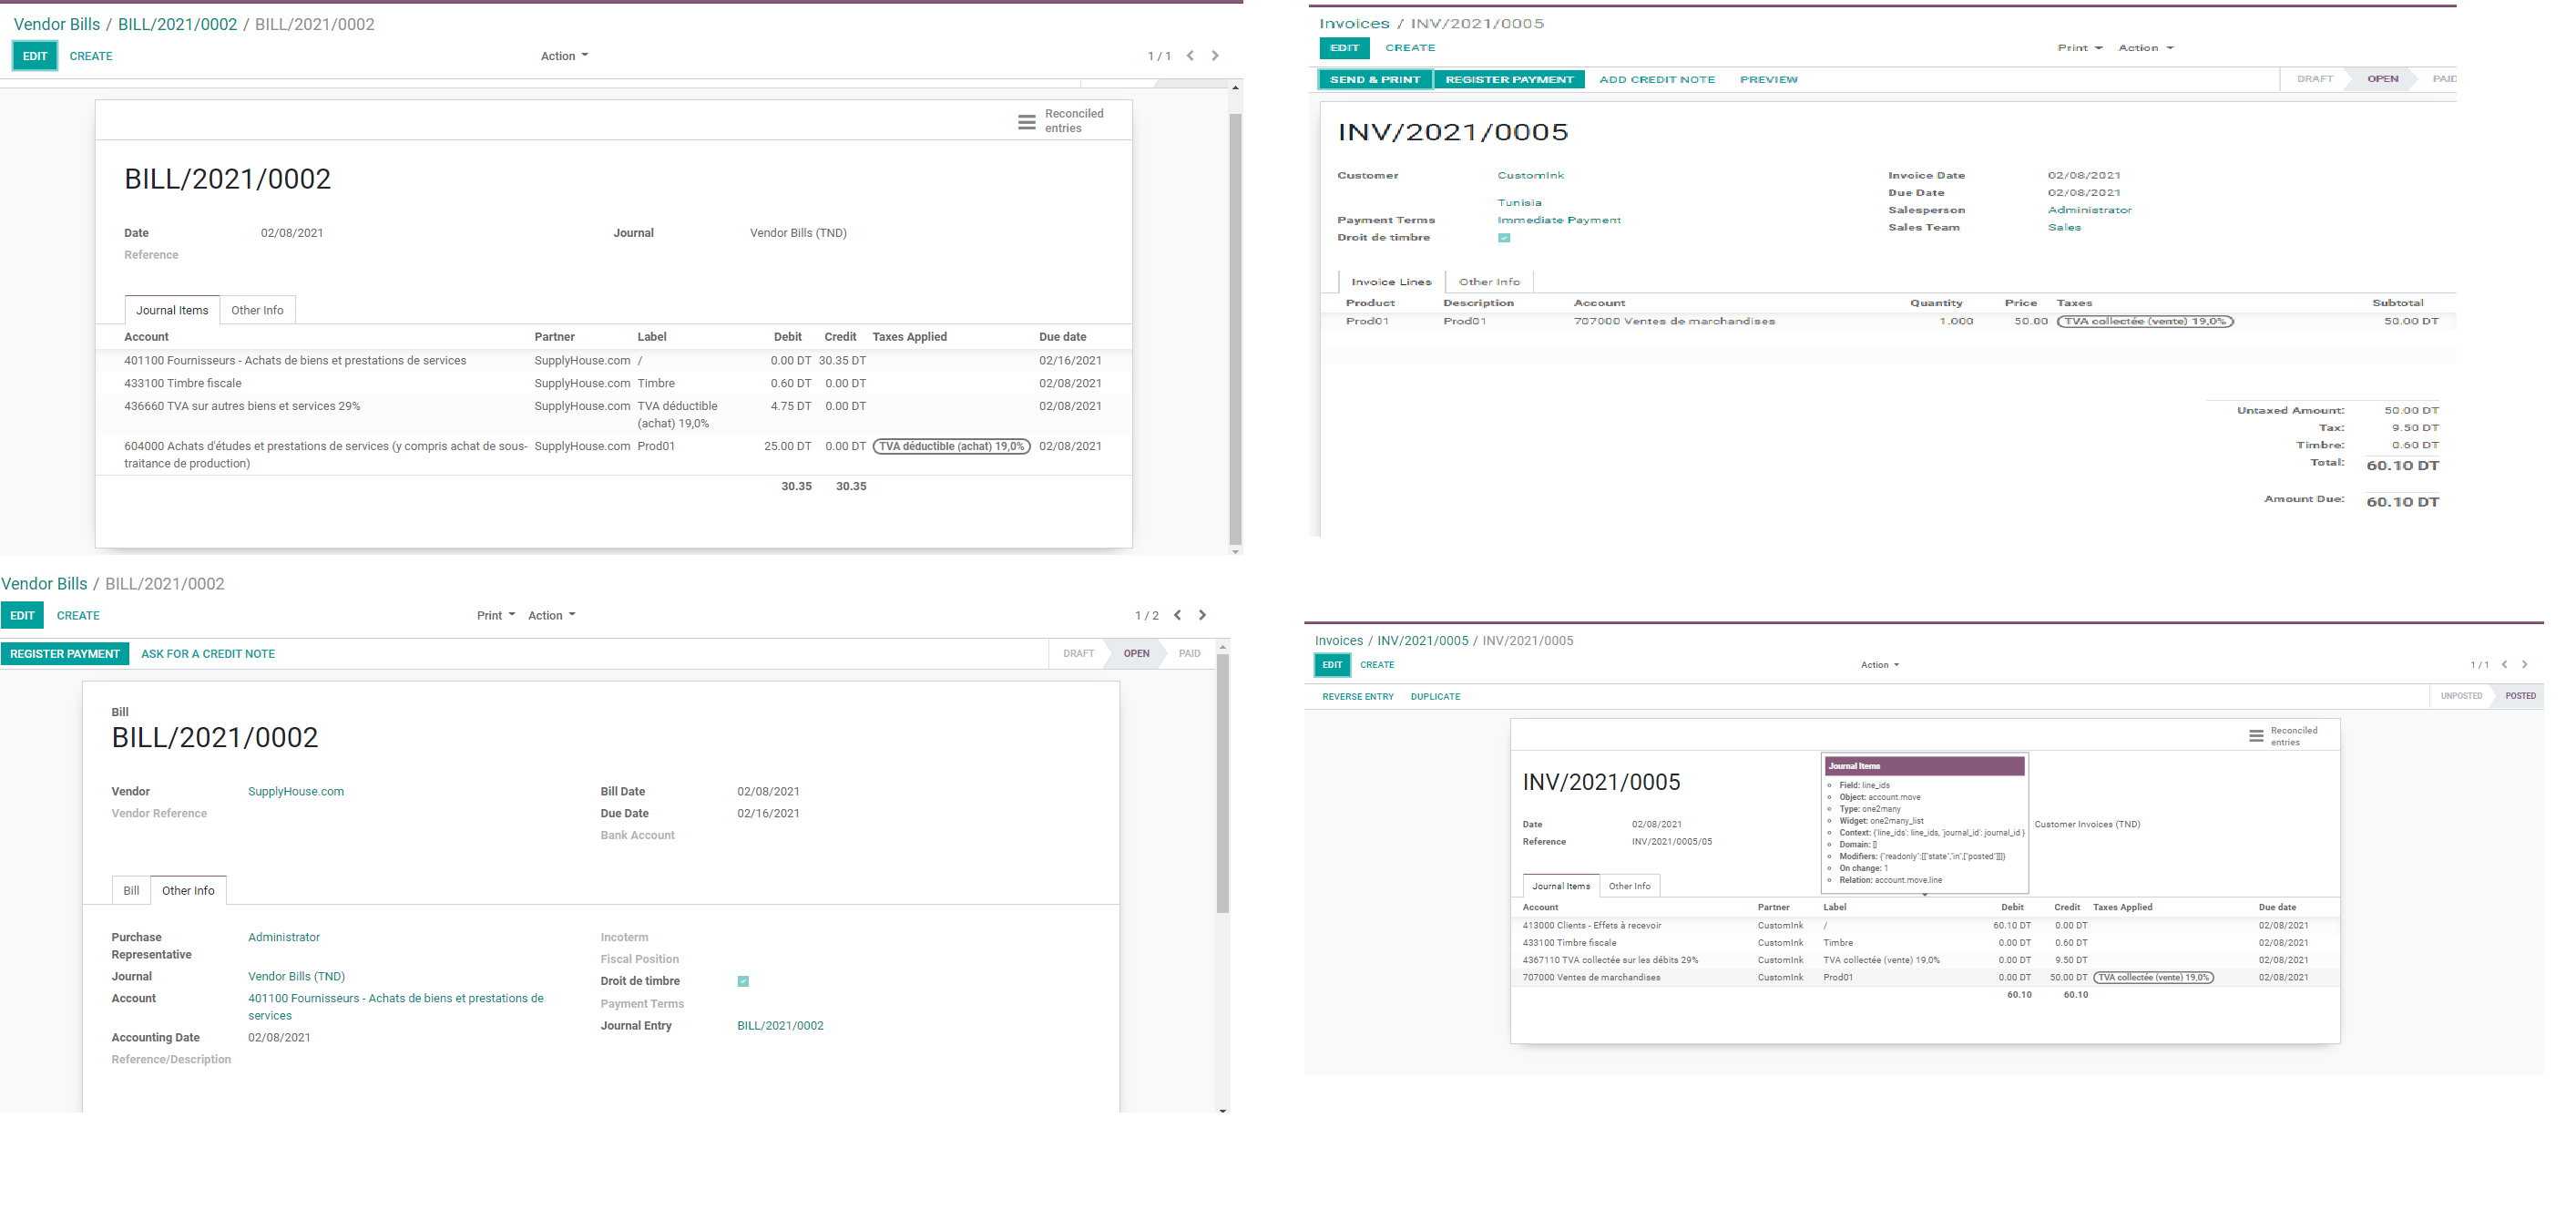 Vendor Bills / BILL/2021/0002 / BILL/2021/0002
EDIT CREATE Action 1 / 1
Reconciled
entries
BILL/2021/0002
Date 02/08/2021 Journal Vendor Bills (TND)
Reference
Journal Items Other Info
Account Partner Label Debit Credit Taxes Applied Due date
401100 Fournisseurs - Achats de biens et prestations de services SupplyHouse.com / 0.00 DT 30.35 DT 02/16/2021
433100 Timbre fiscale SupplyHouse.com Timbre 0.60 DT 0.00 DT 02/08/2021
436660 TVA sur autres biens et services 29% SupplyHouse.com TVA déductible 4.75 DT 0.00 DT 02/08/2021
(achat) 19,0%
604000 Achats d'études et prestations de services (y compris achat de sous- SupplyHouse.com Prod01 25.00 DT 0.00 DT TVA déductible (achat) 19,0% 02/08/2021
traitance de production)
30.35 30.35
Invoices / INV/2021/0005
EDIT CREATE Print Action
SEND & PRINT REGISTER PAYMENT ADD CREDIT NOTE PREVIEW DRAFT OPEN PAID
INV/2021/0005
Customer CustomInk Invoice Date 02/08/2021
Due Date 02/08/2021
Tunisia Salesperson Administrator
Payment Terms Immediate Payment Sales Team Sales
Droit de timbre
Invoice Lines Other Info
Product Description Account Quantity Price Taxes Subtotal
Prod01 Prod01 707000 Ventes de marchandises 1.000 50.00 TVA collectée (vente) 19,0% 50.00 DT
Untaxed Amount: 50.00 DT
Tax: 9.50 DT
Timbre: 0.60 DT
Total: 60.10 DT
Amount Due: 60.10 DT
Vendor Bills / BILL/2021/0002
EDIT CREATE Print Action 1 / 2
REGISTER PAYMENT ASK FOR A CREDIT NOTE DRAFT OPEN PAID
Bill
BILL/2021/0002
Vendor SupplyHouse.com Bill Date 02/08/2021
Vendor Reference Due Date 02/16/2021
Bank Account
Bill Other Info
Purchase Administrator Incoterm
Representative Fiscal Position
Journal Vendor Bills (TND) Droit de timbre
Account 401100 Fournisseurs - Achats de biens et prestations de Payment Terms
services Journal Entry BILL/2021/0002
Accounting Date 02/08/2021
Reference/Description
Invoices / INV/2021/0005 / INV/2021/0005
EDIT CREATE Action 1 / 1
REVERSE ENTRY DUPLICATE UNPOSTED POSTED
Reconciled
entries
INV/2021/0005
Date 02/08/2021 Customer Invoices (TND)
Reference INV/2021/0005/05
Journal Items
Field: line_ids
Object: account.move
Type: one2many
Widget: one2many_list
Context: {'line_ids': line_ids, 'journal_id': journal_id }
Domain: []
Modifiers: {"readonly":[["state","in",["posted"]]]}
On change: 1
Relation: account.move.line
Journal Items Other Info
Account Partner Label Debit Credit Taxes Applied Due date
413000 Clients - Effets à recevoir CustomInk / 60.10 DT 0.00 DT 02/08/2021
433100 Timbre fiscale CustomInk Timbre 0.00 DT 0.60 DT 02/08/2021
4367110 TVA collectée sur les débits 29% CustomInk TVA collectée (vente) 19,0% 0.00 DT 9.50 DT 02/08/2021
707000 Ventes de marchandises CustomInk Prod01 0.00 DT 50.00 DT TVA collectée (vente) 19,0% 02/08/2021
60.10 60.10